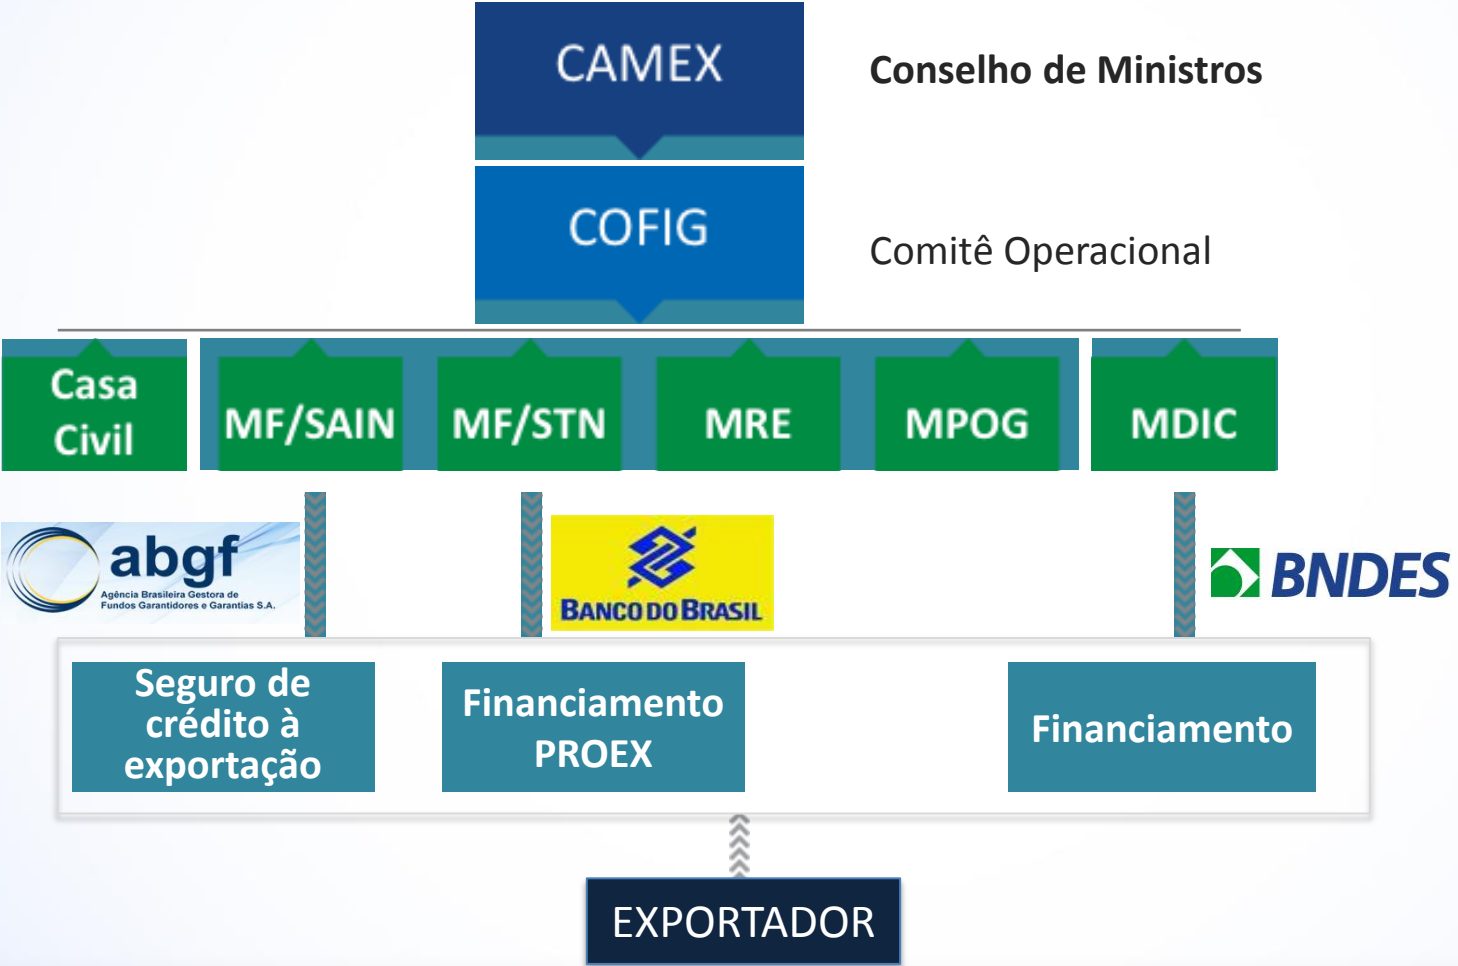 CAMEX
Conselho de Ministros
COFIG
Comitê Operacional
Casa
Civil
MF/SAIN
MF/STN
MRE
MPOG
MDIC
abgf
Agência Brasileira Gestora de
Fundos Garantidores e Garantias S.A.
BANCO DO BRASIL
BNDES
Seguro de
crédito à
exportação
Financiamento
PROEX
Financiamento
EXPORTADOR